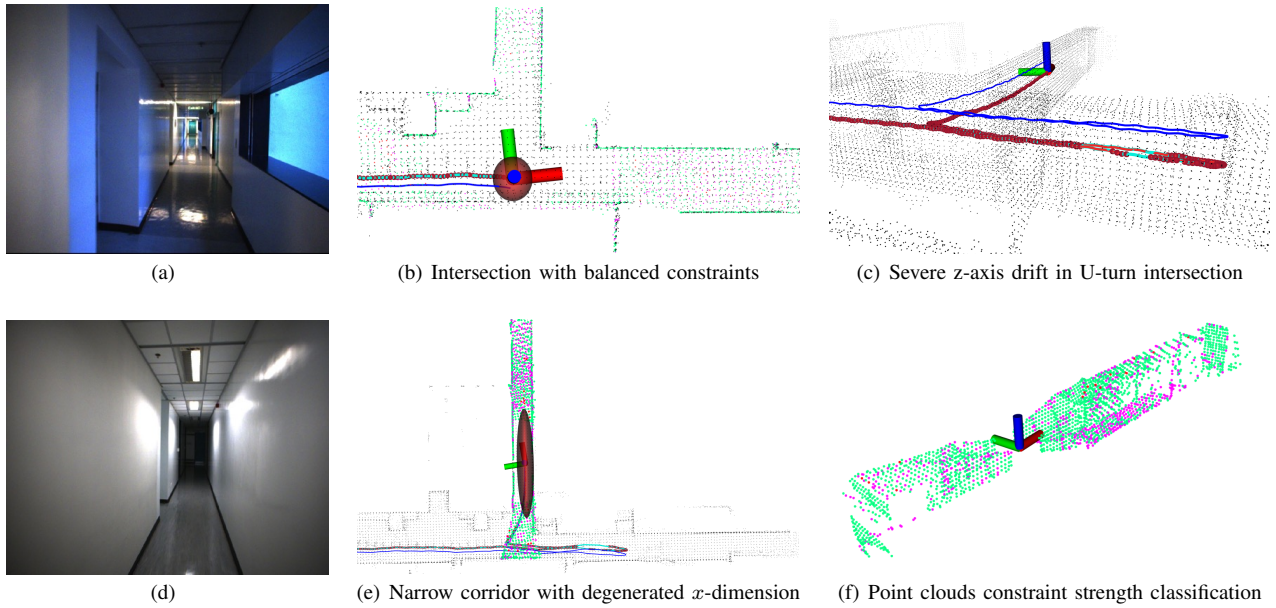 (a)
(b) Intersection with balanced constraints
(c) Severe z-axis drift in U-turn intersection
(d)
(e) Narrow corridor with degenerated x-dimension
(f) Point clouds constraint strength classification